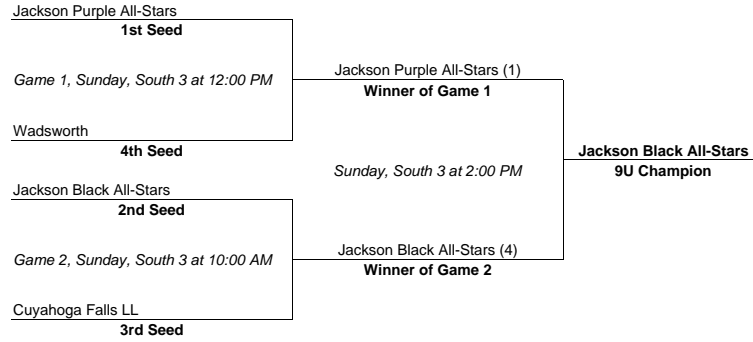 Jackson Purple All-Stars
1st Seed
Game 1, Sunday, South 3 at 12:00 PM
Jackson Purple All-Stars (1)
Winner of Game 1
Wadsworth
4th Seed
Jackson Black All-Stars
9U Champion
Sunday, South 3 at 2:00 PM
Jackson Black All-Stars
2nd Seed
Jackson Black All-Stars (4)
Game 2, Sunday, South 3 at 10:00 AM
Winner of Game 2
Cuyahoga Falls LL
3rd Seed